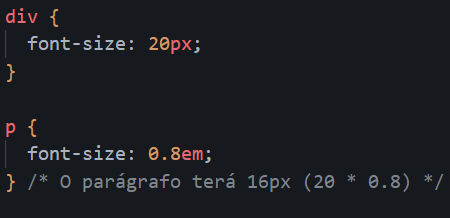 div {
  font-size: 20px;
}

p {
  font-size: 0.8em;
} /* O parágrafo terá 16px (20 * 0.8) */